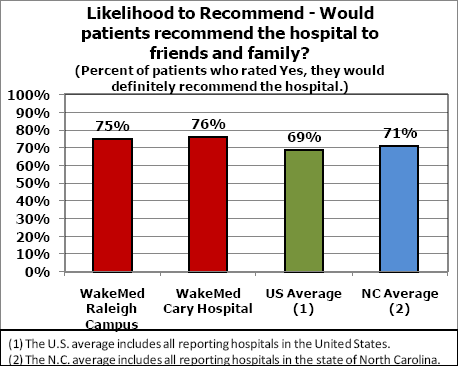 Likelihood to Recommend - Would
patients recommend the hospital to
friends and family?
(Percent of patients who rated Yes, they would
definitely recommend the hospital.)
100%
90%
80%
70%
60%
50%
40%
30%
20%
10%
0%
75%
76%
69%
71%
WakeMed
Raleigh
Campus
WakeMed
Cary Hospital
US Average
(1)
NC Average
(2)
(1) The U.S. average includes all reporting hospitals in the United States.
(2) The N.C. average includes all reporting hospitals in the state of North Carolina.